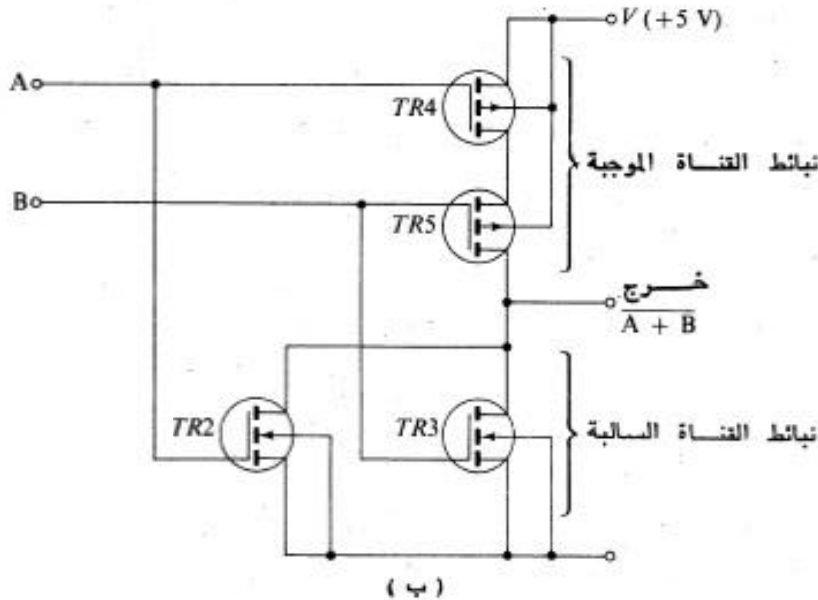 V (+5 V)
A
TR4
نبائط القناة الموجبة
B
TR5
خرج
A + B
TR2
TR3
نبائط القناة السالبة
(ب)